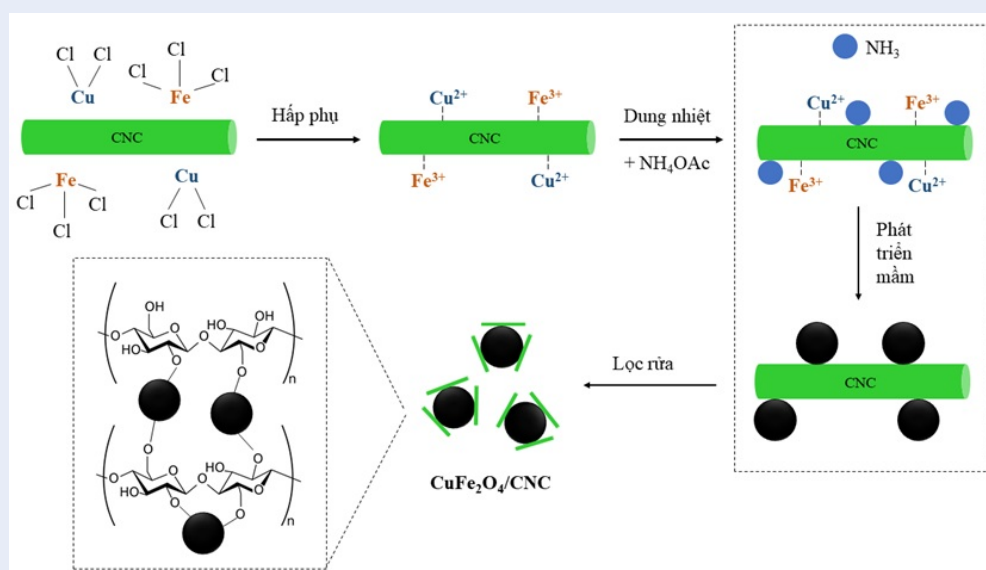 Cl
Cl
Cu
Cl
Cl
Cl
Fe
CNC
Fe
Cl
Cl
Cl
Cu
Cl
Cl
Hấp phụ
Cu²⁺
Fe³⁺
CNC
Fe³⁺
Cu²⁺
Dung nhiệt
+ NH₄OAc
NH₃
Cu²⁺
Fe³⁺
CNC
Fe³⁺
Cu²⁺
Phát
triển
mầm
CNC
Lọc rửa
CuFe₂O₄/CNC
OH
HO
OH
O
O
O
O
HO
O
O
O
n
O
O
O
O
O
O
HO
O
HO
O
O
O
n